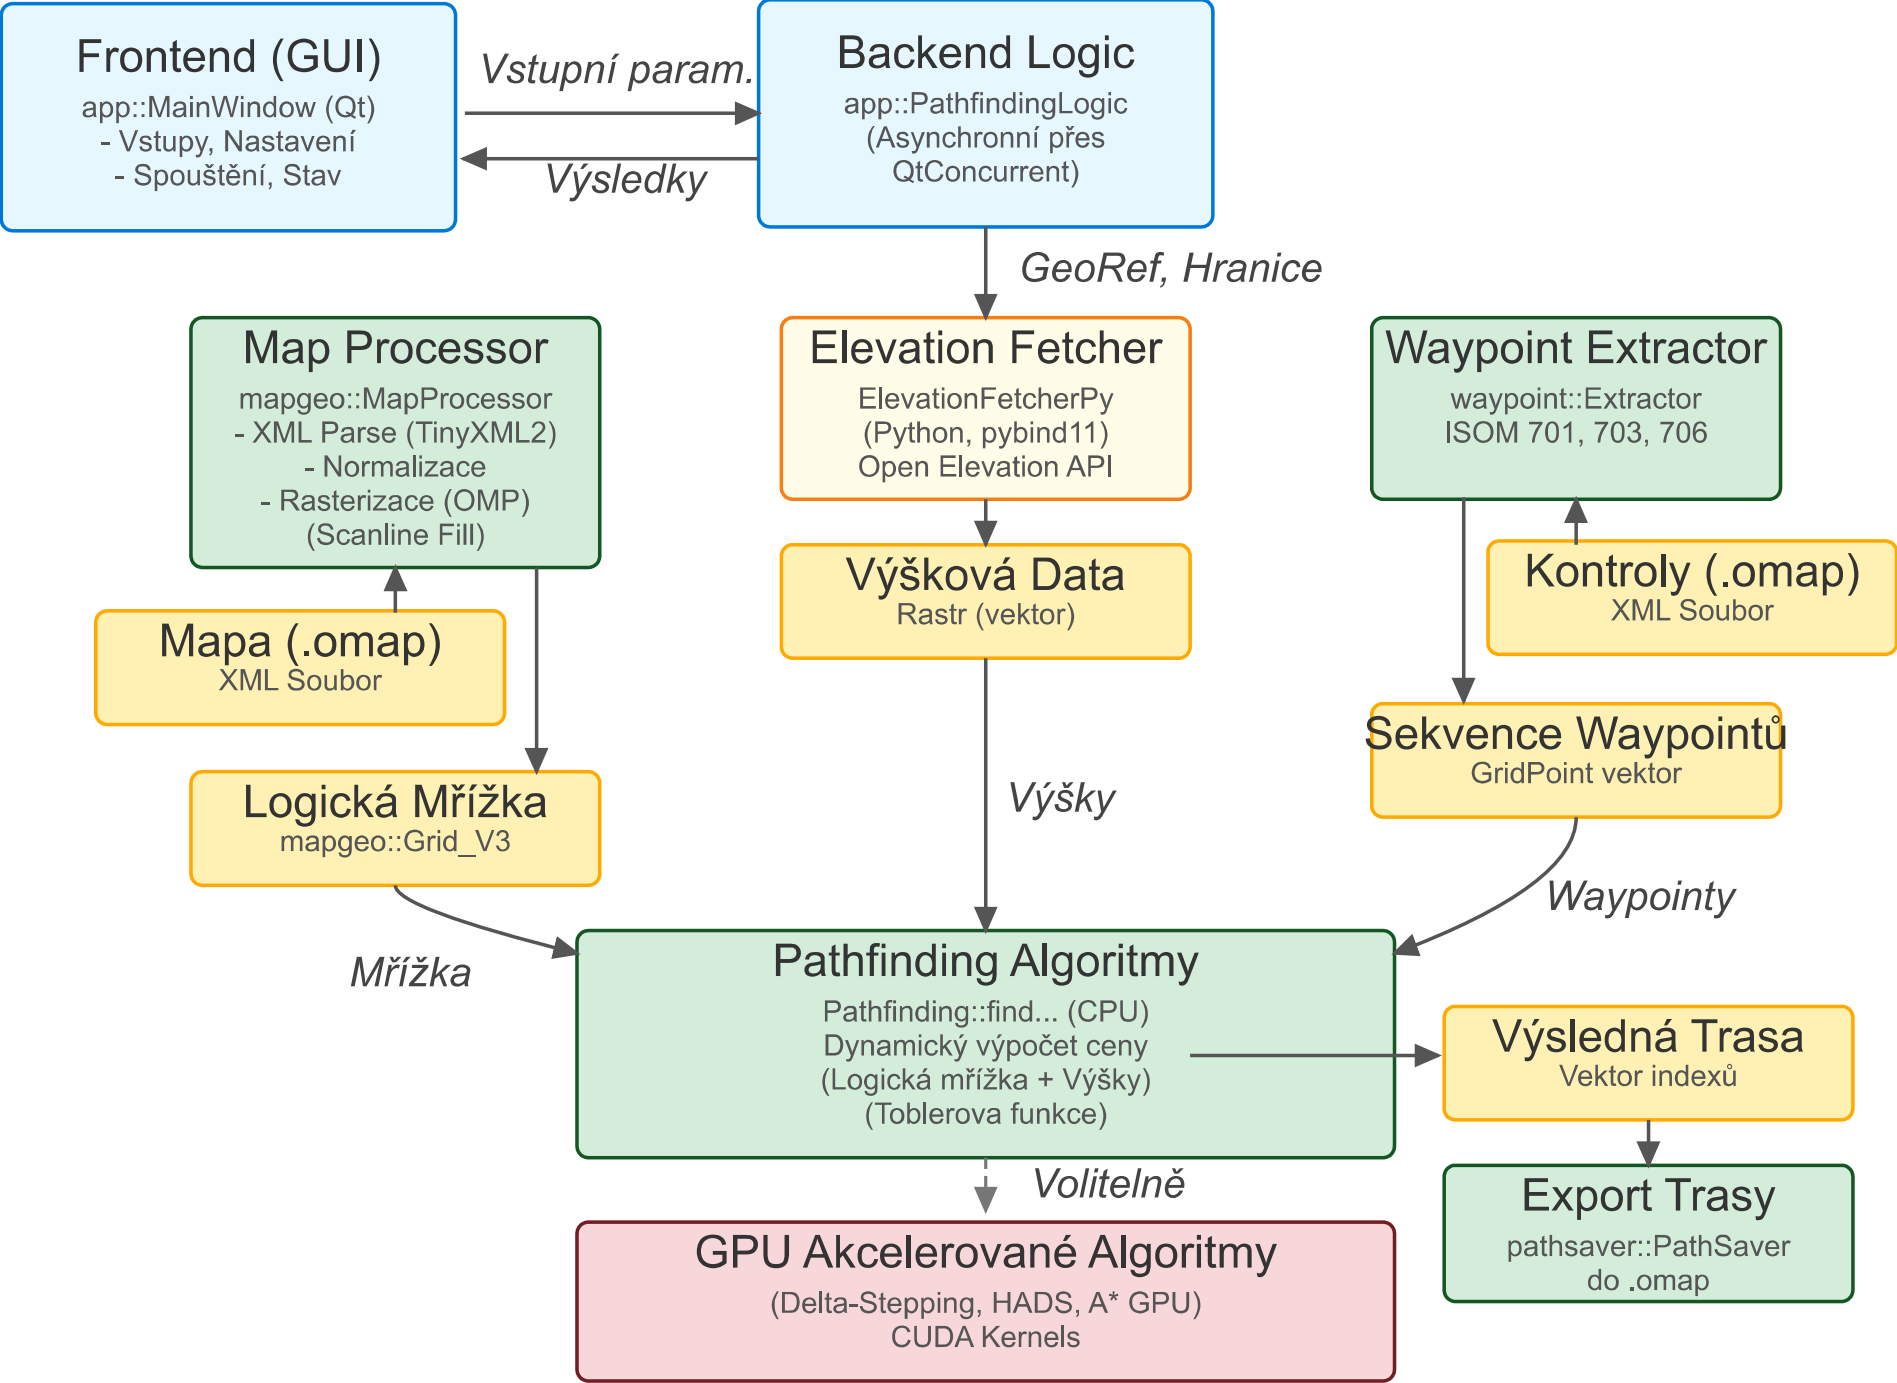 Frontend (GUI)
app::MainWindow (Qt)
- Vstupy, Nastavení
- Spouštění, Stav
Vstupní param.
Výsledky
Backend Logic
app::PathfindingLogic
(Asynchronní přes
QtConcurrent)
GeoRef, Hranice
Map Processor
mapgeo::MapProcessor
- XML Parse (TinyXML2)
- Normalizace
- Rasterizace (OMP)
(Scanline Fill)
Elevation Fetcher
ElevationFetcherPy
(Python, pybind11)
Open Elevation API
Waypoint Extractor
waypoint::Extractor
ISOM 701, 703, 706
Mapa (.omap)
XML Soubor
Výšková Data
Rastr (vektor)
Kontroly (.omap)
XML Soubor
Logická Mřížka
mapgeo::Grid_V3
Sekvence Waypointů
GridPoint vektor
Mřížka
Výšky
Waypointy
Pathfinding Algoritmy
Pathfinding::find... (CPU)
Dynamický výpočet ceny
(Logická mřížka + Výšky)
(Toblerova funkce)
Výsledná Trasa
Vektor indexů
Volitelně
Export Trasy
pathsaver::PathSaver
do .omap
GPU Akcelerované Algoritmy
(Delta-Stepping, HADS, A* GPU)
CUDA Kernels